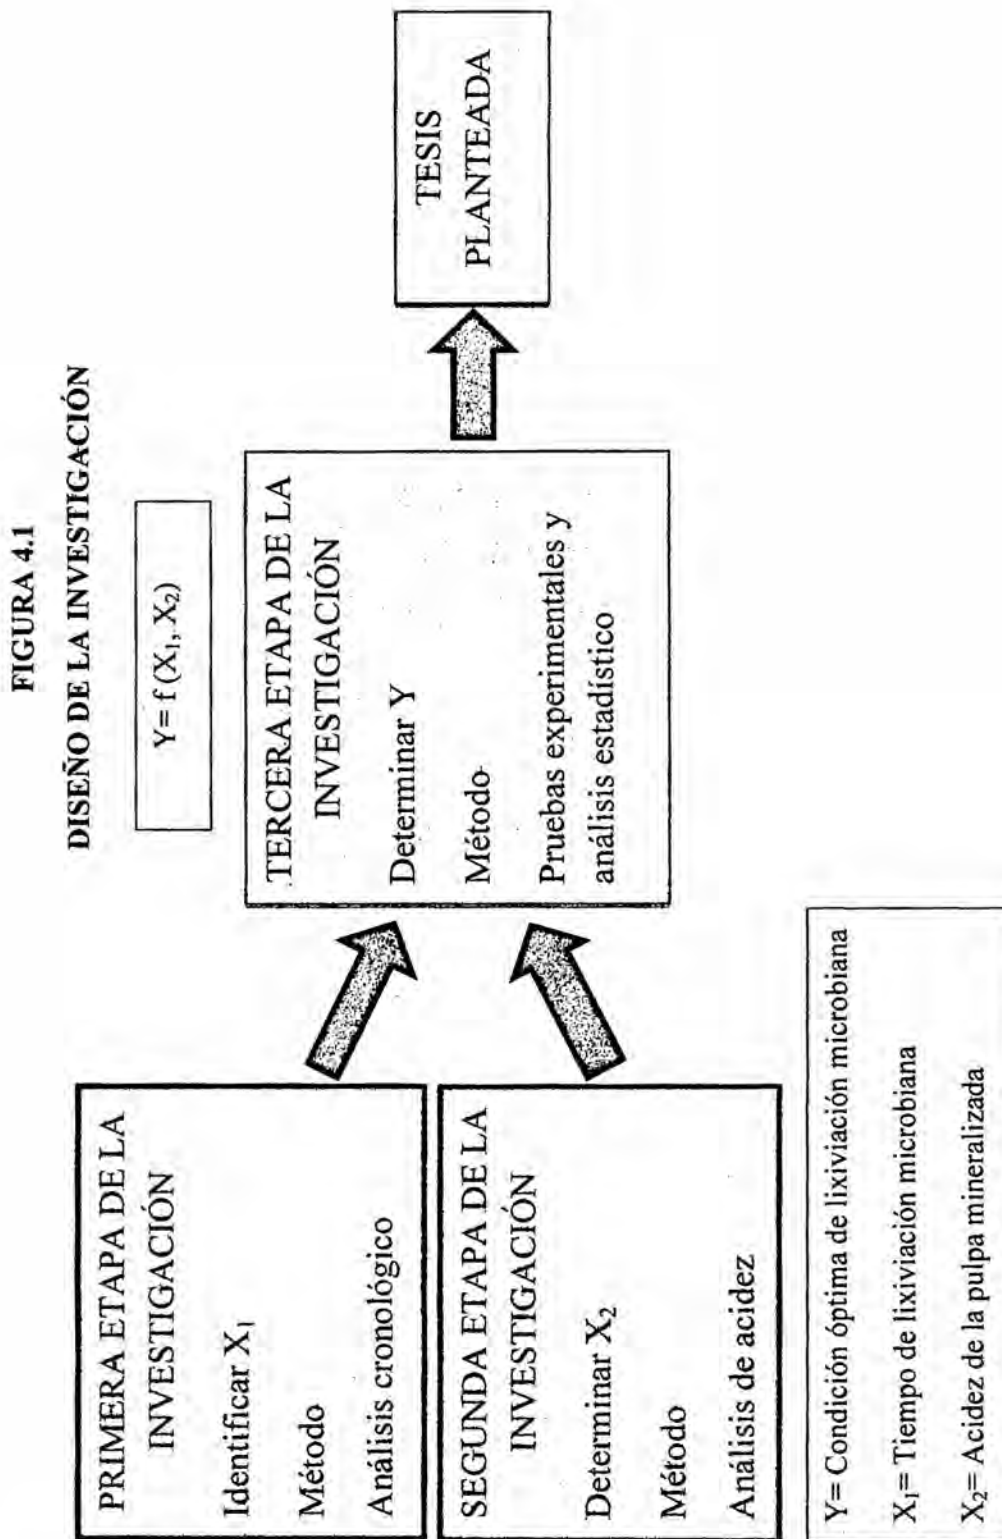 FIGURA 4.1
DISEÑO DE LA INVESTIGACIÓN
Y= f (X₁, X₂)
PRIMERA ETAPA DE LA
INVESTIGACIÓN
Identificar X₁
Método
Análisis cronológico
SEGUNDA ETAPA DE LA
INVESTIGACIÓN
Determinar X₂
Método
Análisis de acidez
TERCERA ETAPA DE LA
INVESTIGACIÓN
Determinar Y
Método
Pruebas experimentales y
análisis estadístico
TESIS
PLANTEADA
Y= Condición óptima de lixiviación microbiana
X₁= Tiempo de lixiviación microbiana
X₂= Acidez de la pulpa mineralizada